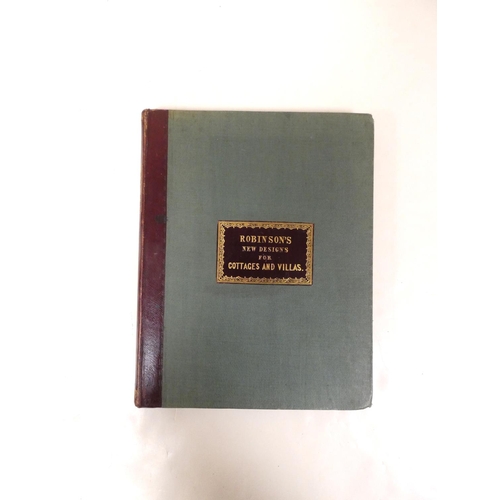 ROBINSON'S
NEW DESIGNS
FOR
COTTAGES AND VILLAS.